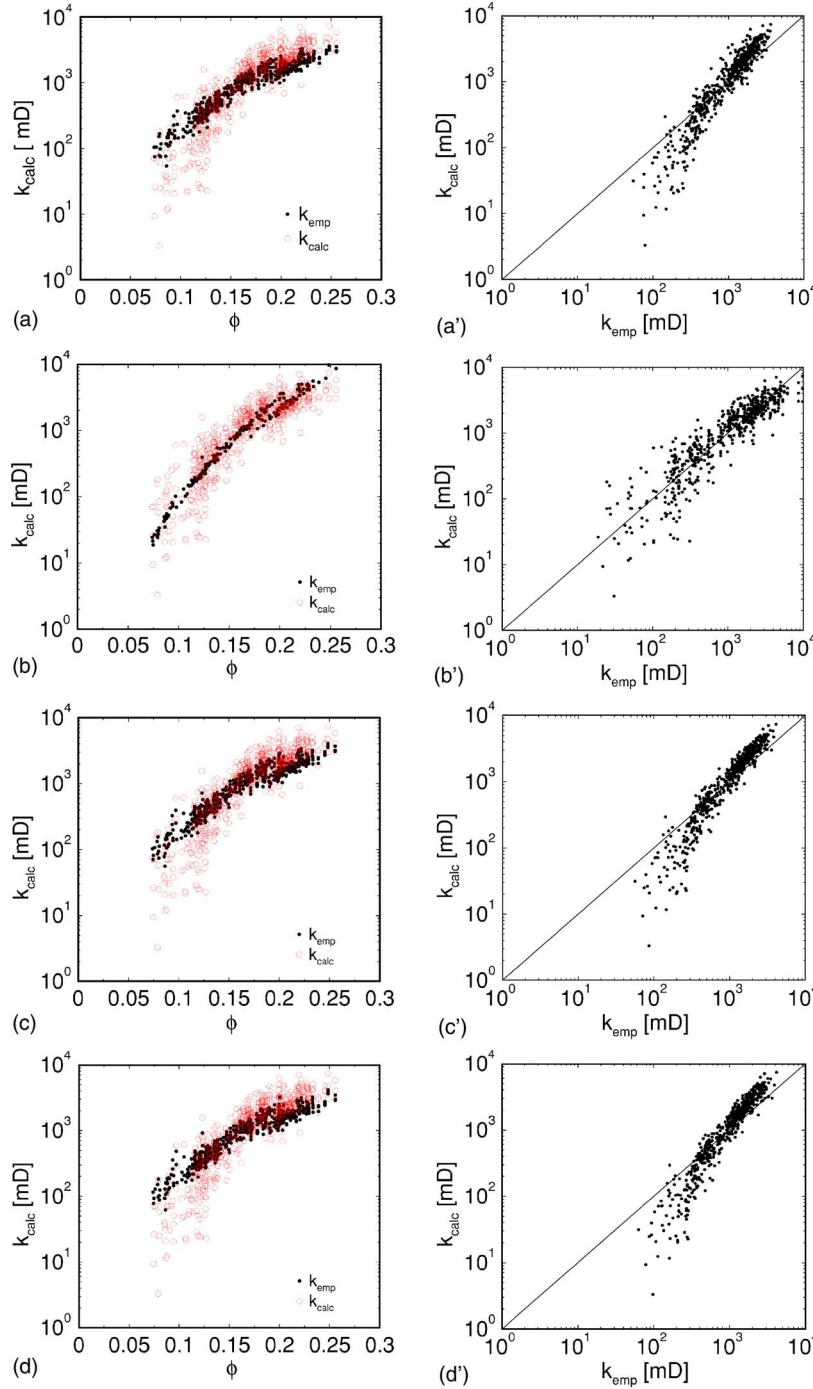 10^4
10^3
10^2
10^1
10^0
k_calc [ mD]
k_emp
k_calc
0 0.05 0.1 0.15 0.2 0.25 0.3
(a) ϕ
10^4
10^3
10^2
10^1
10^0
k_calc [mD]
10^0 10^1 10^2 10^3 10^4
(a') k_emp [mD]
10^4
10^3
10^2
10^1
10^0
k_calc [mD]
k_emp
k_calc
0 0.05 0.1 0.15 0.2 0.25 0.3
(b) ϕ
10^4
10^3
10^2
10^1
10^0
k_calc [mD]
10^0 10^1 10^2 10^3 10^4
(b') k_emp [mD]
10^4
10^3
10^2
10^1
10^0
k_calc [mD]
k_emp
k_calc
0 0.05 0.1 0.15 0.2 0.25 0.3
(c) ϕ
10^4
10^3
10^2
10^1
10^0
k_calc [mD]
10^0 10^1 10^2 10^3 10^4
(c') k_emp [mD]
10^4
10^3
10^2
10^1
10^0
k_calc [mD]
k_emp
k_calc
0 0.05 0.1 0.15 0.2 0.25 0.3
(d) ϕ
10^4
10^3
10^2
10^1
10^0
k_calc [mD]
10^0 10^1 10^2 10^3 10^4
(d') k_emp [mD]